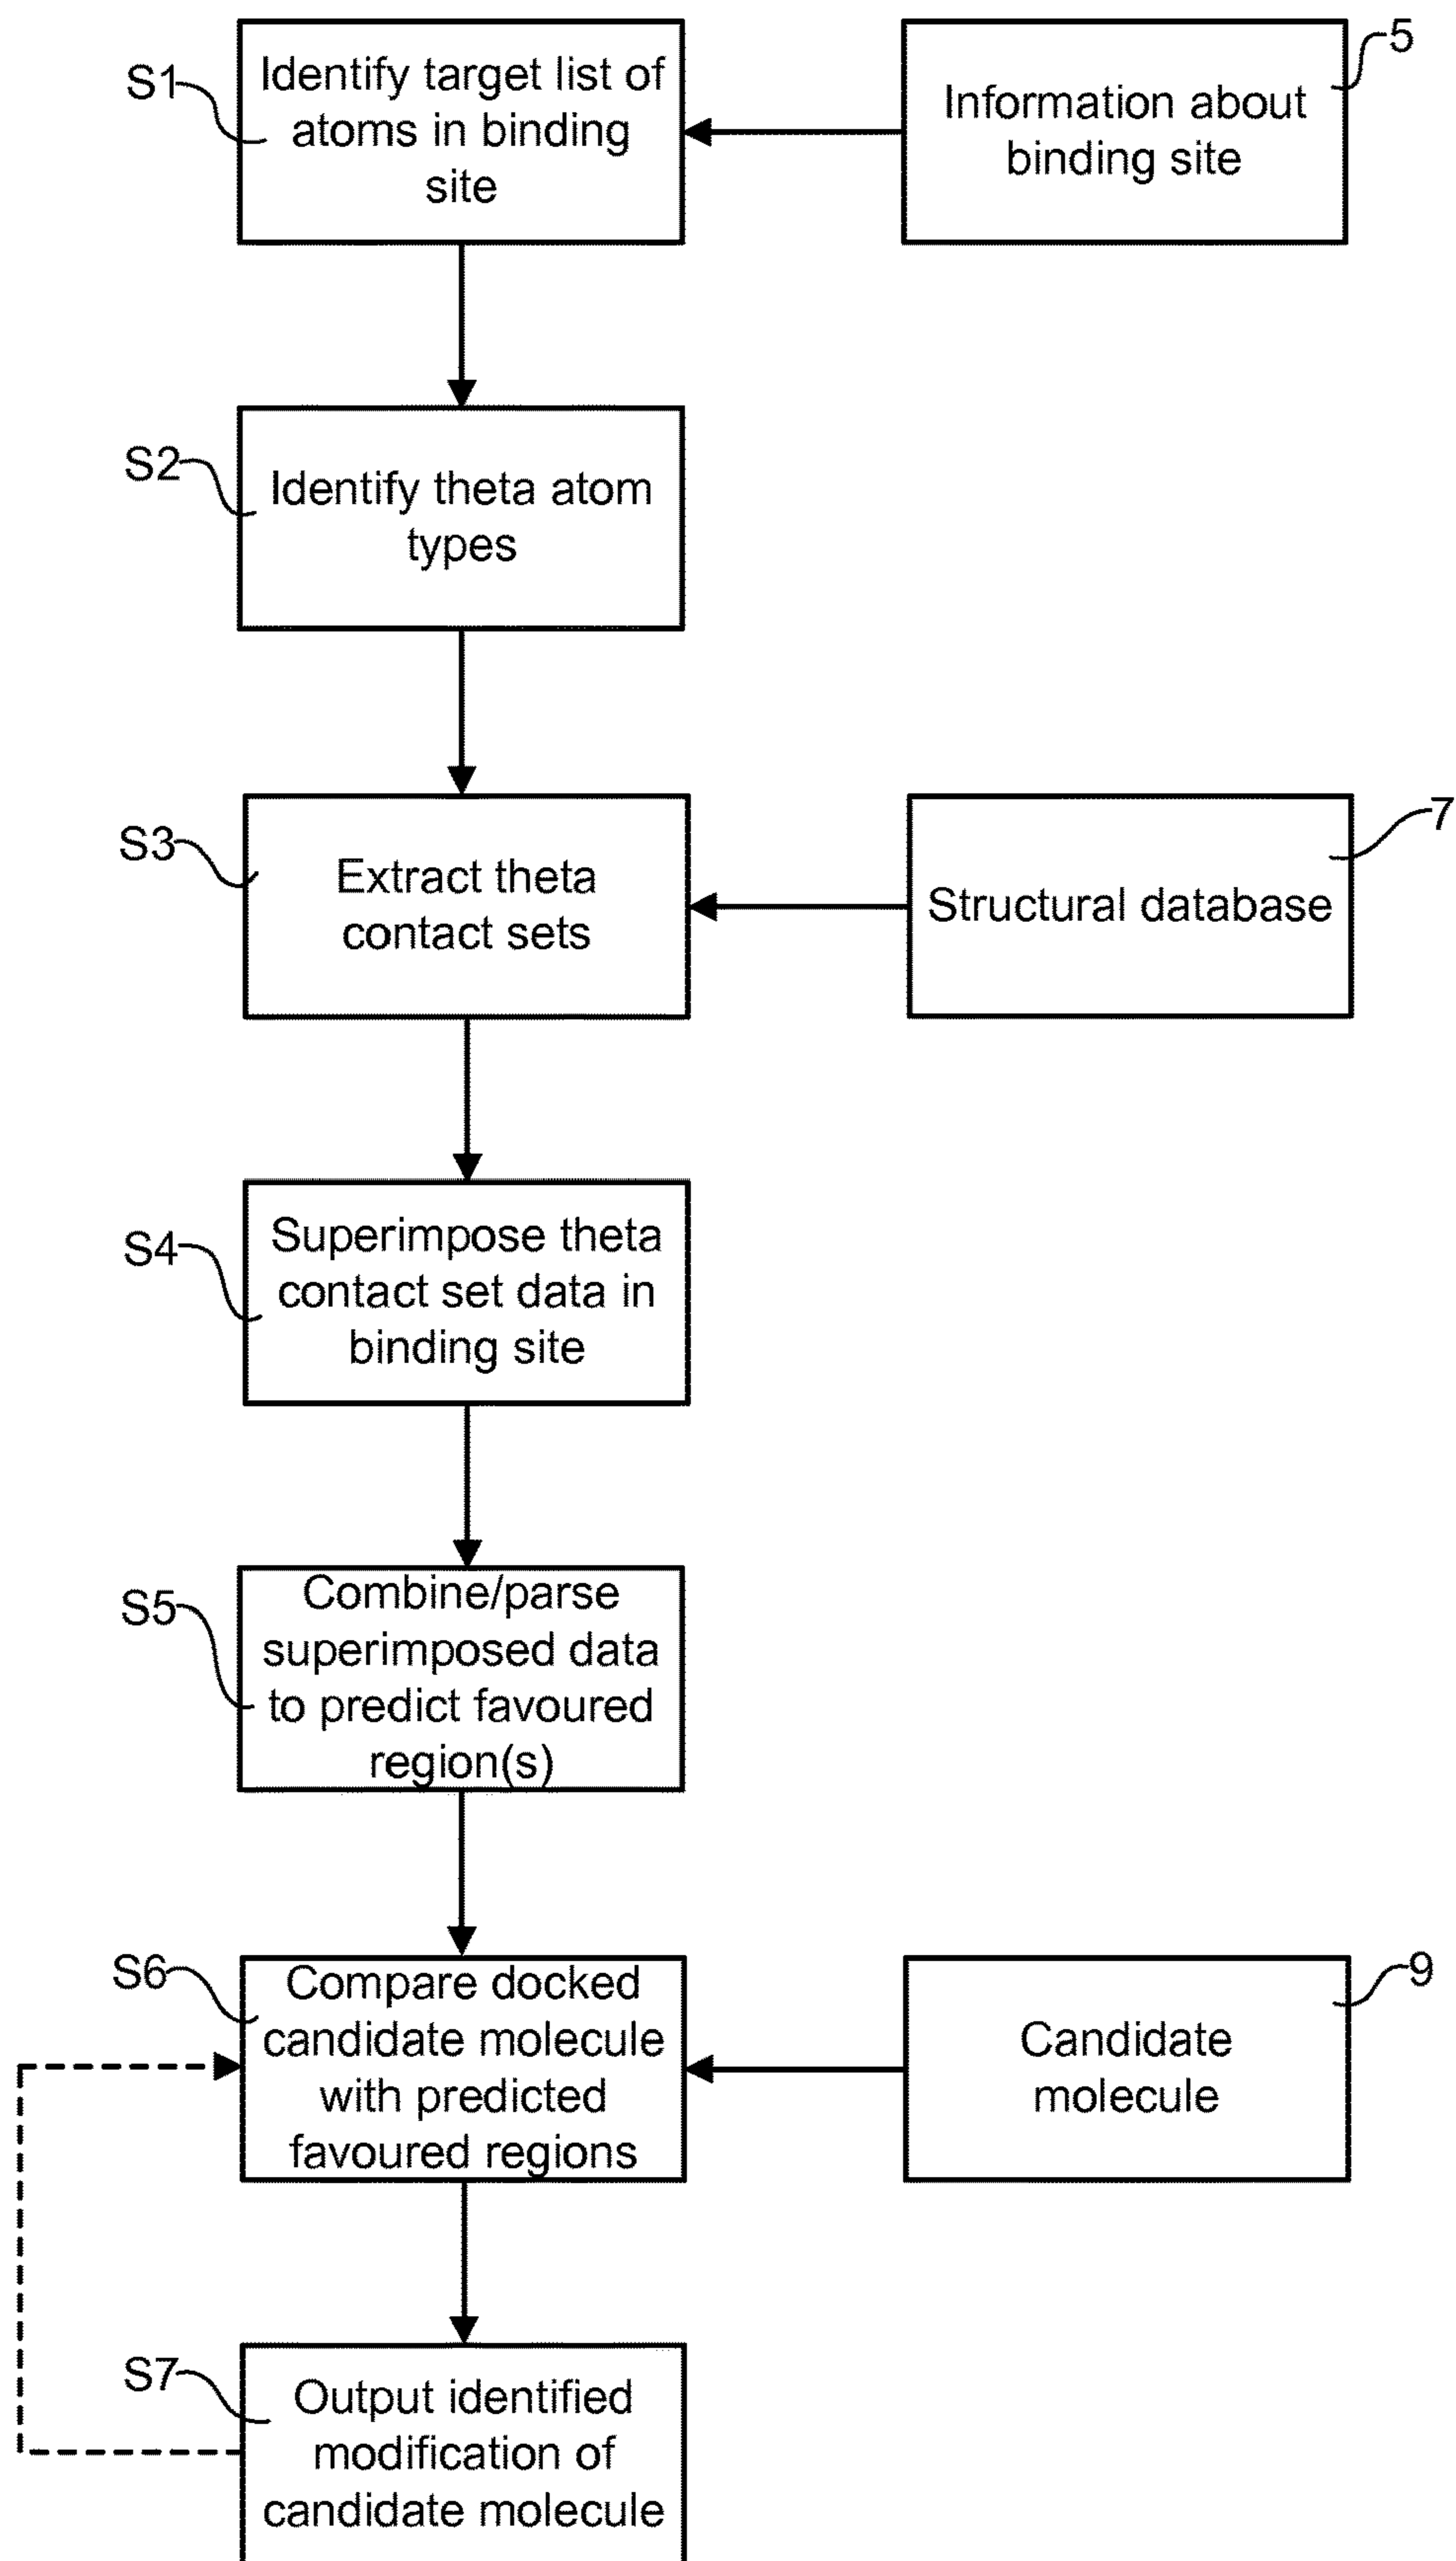 S1
Identify target list of
atoms in binding
site
5
Information about
binding site
S2
Identify theta atom
types
S3
Extract theta
contact sets
7
Structural database
S4
Superimpose theta
contact set data in
binding site
S5
Combine/parse
superimposed data
to predict favoured
region(s)
S6
Compare docked
candidate molecule
with predicted
favoured regions
9
Candidate
molecule
S7
Output identified
modification of
candidate molecule